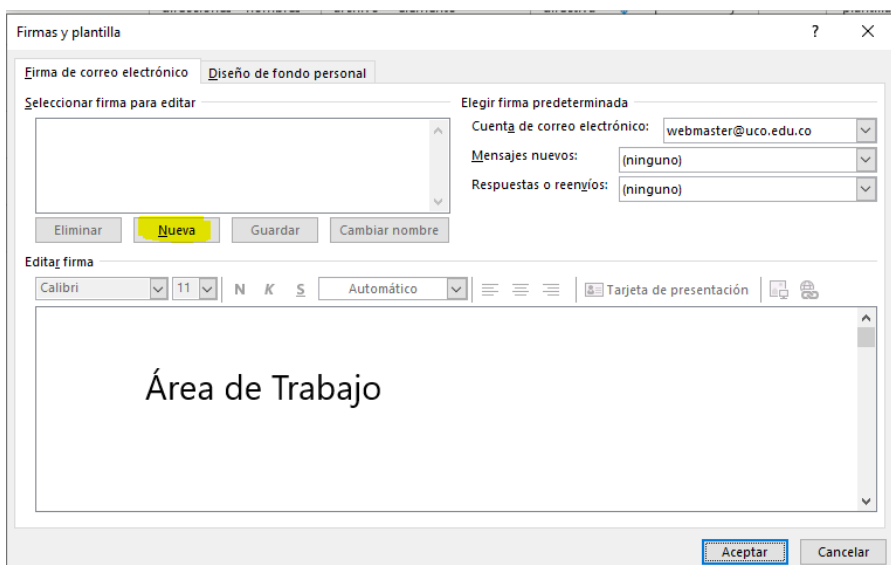 Firmas y plantilla ?
Firma de correo electrónico Diseño de fondo personal
Seleccionar firma para editar
Elegir firma predeterminada
Cuenta de correo electrónico: webmaster@uco.edu.co
Mensajes nuevos: (ninguno)
Respuestas o reenvíos: (ninguno)
Eliminar Nueva Guardar Cambiar nombre
Editar firma
Calibri 11 N K S Automático Tarjeta de presentación
Área de Trabajo
Aceptar Cancelar